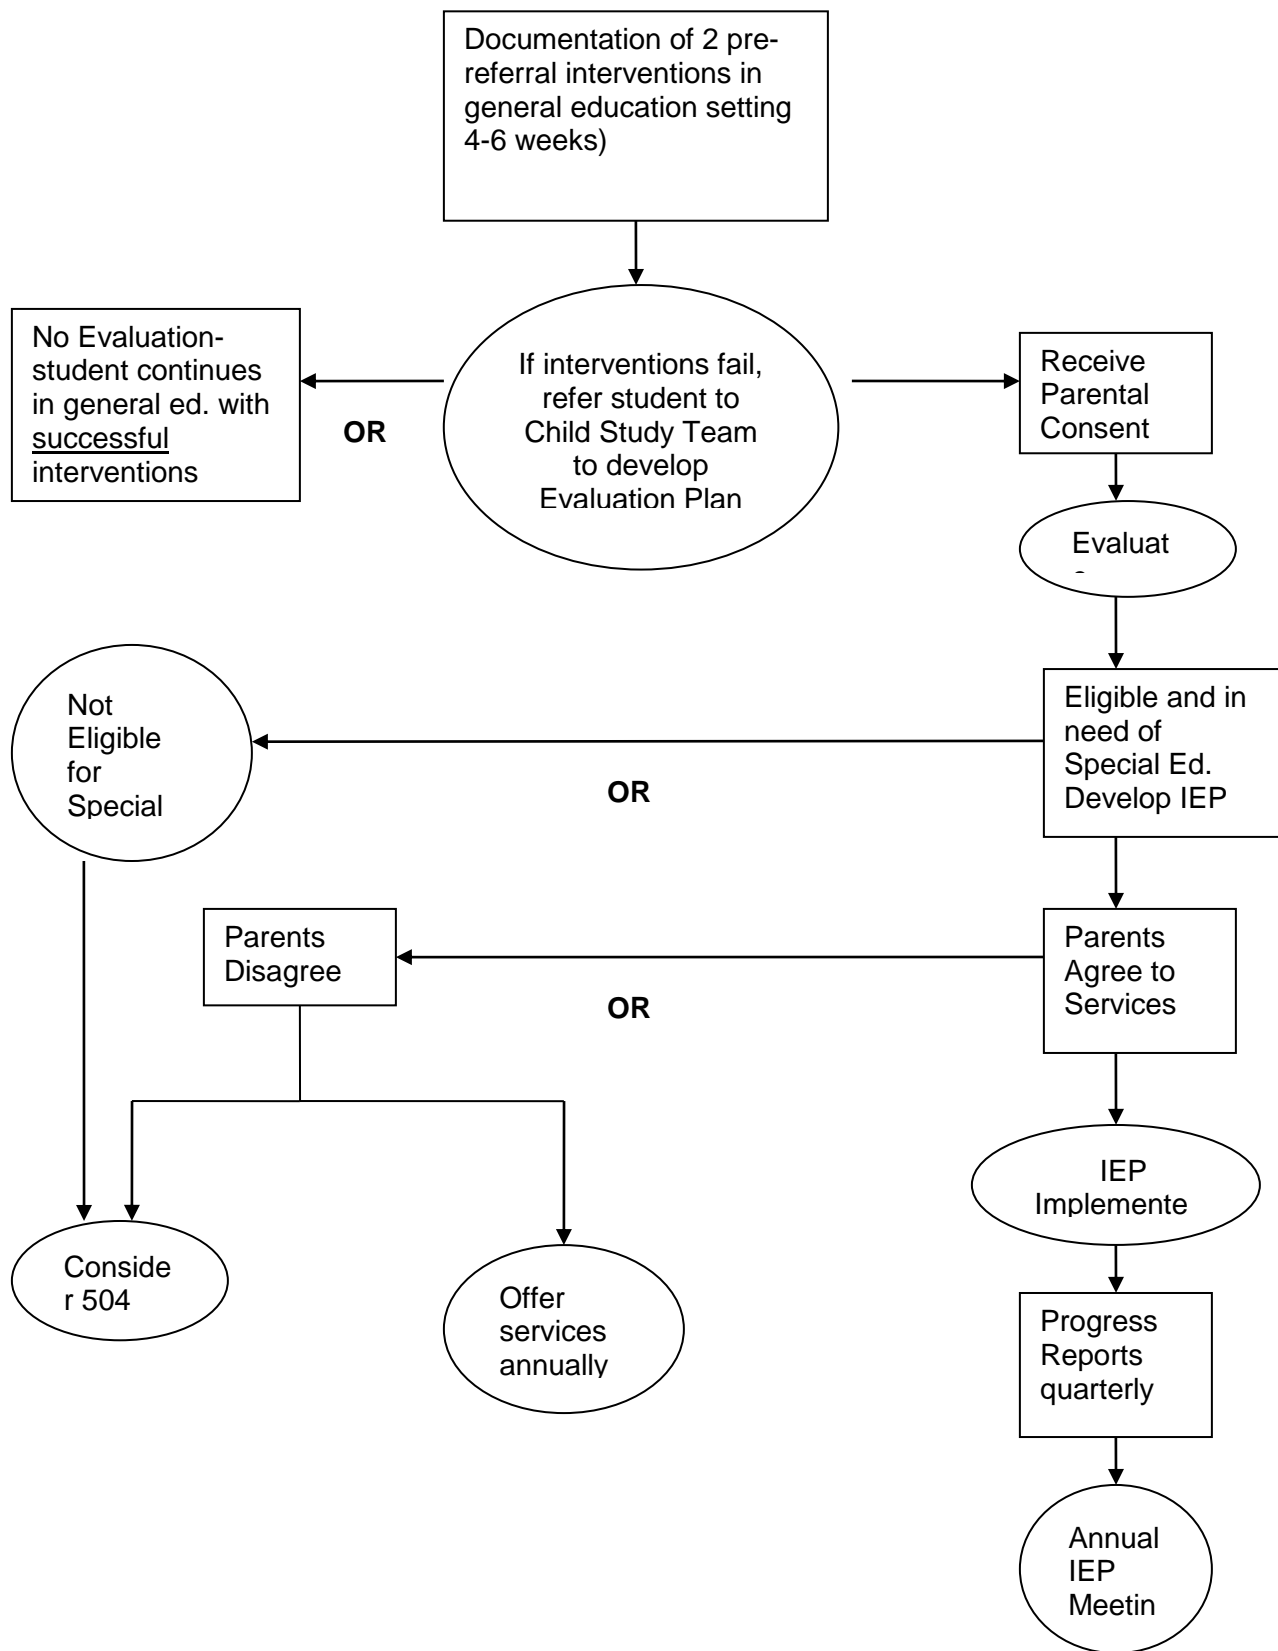 Documentation of 2 pre-
referral interventions in
general education setting
4-6 weeks)
No Evaluation-
student continues
in general ed. with
successful
interventions
OR
If interventions fail,
refer student to
Child Study Team
to develop
Evaluation Plan
Receive
Parental
Consent
Evaluat
Not
Eligible
for
Special
OR
Eligible and in
need of
Special Ed.
Develop IEP
Parents
Disagree
OR
Parents
Agree to
Services
IEP
Implemente
Conside
r 504
Offer
services
annually
Progress
Reports
quarterly
Annual
IEP
Meetin